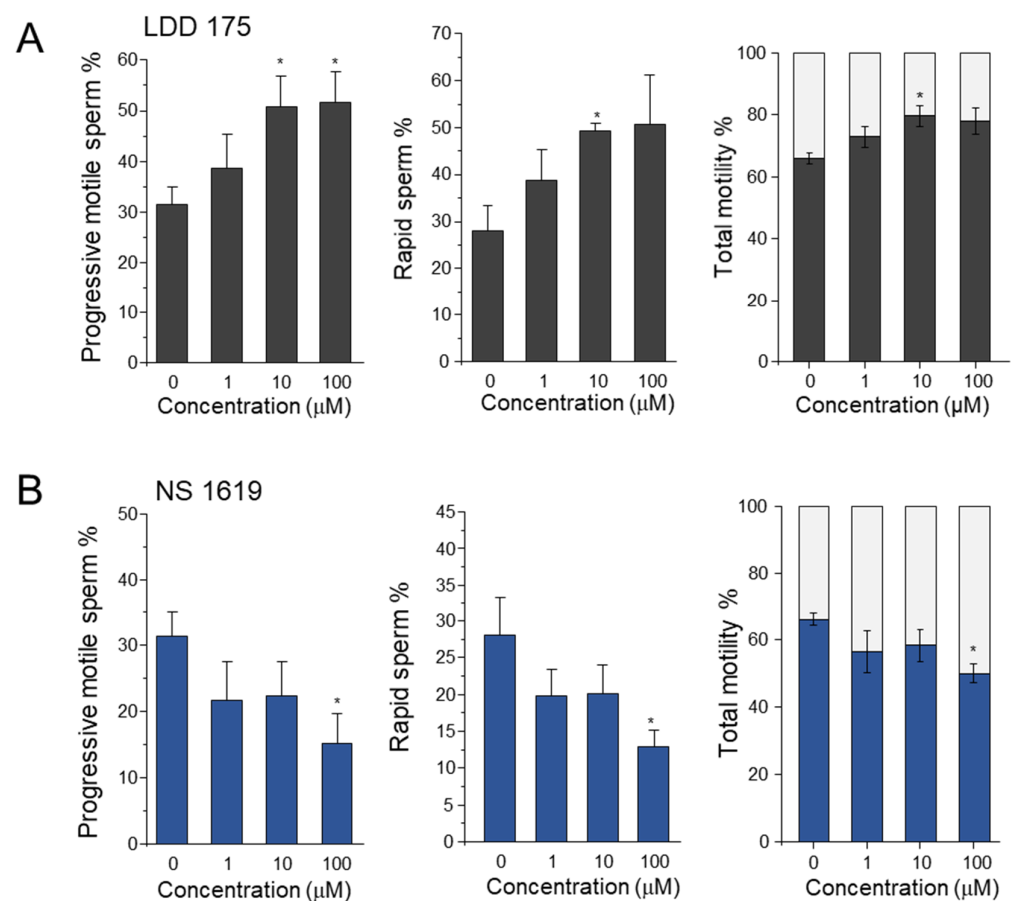 A
LDD 175
Progressive motile sperm %
60
50
40
30
20
10
0
* *
0 1 10 100
Concentration (μM)
Rapid sperm %
70
60
50
40
30
20
10
0
*
0 1 10 100
Concentration (μM)
Total motility %
100
80
60
40
20
0
*
0 1 10 100
Concentration (µM)
B
NS 1619
Progressive motile sperm %
50
40
30
20
10
0
*
0 1 10 100
Concentration (μM)
Rapid sperm %
45
40
35
30
25
20
15
10
5
0
*
0 1 10 100
Concentration (μM)
Total motility %
100
80
60
40
20
0
*
0 1 10 100
Concentration (μM)